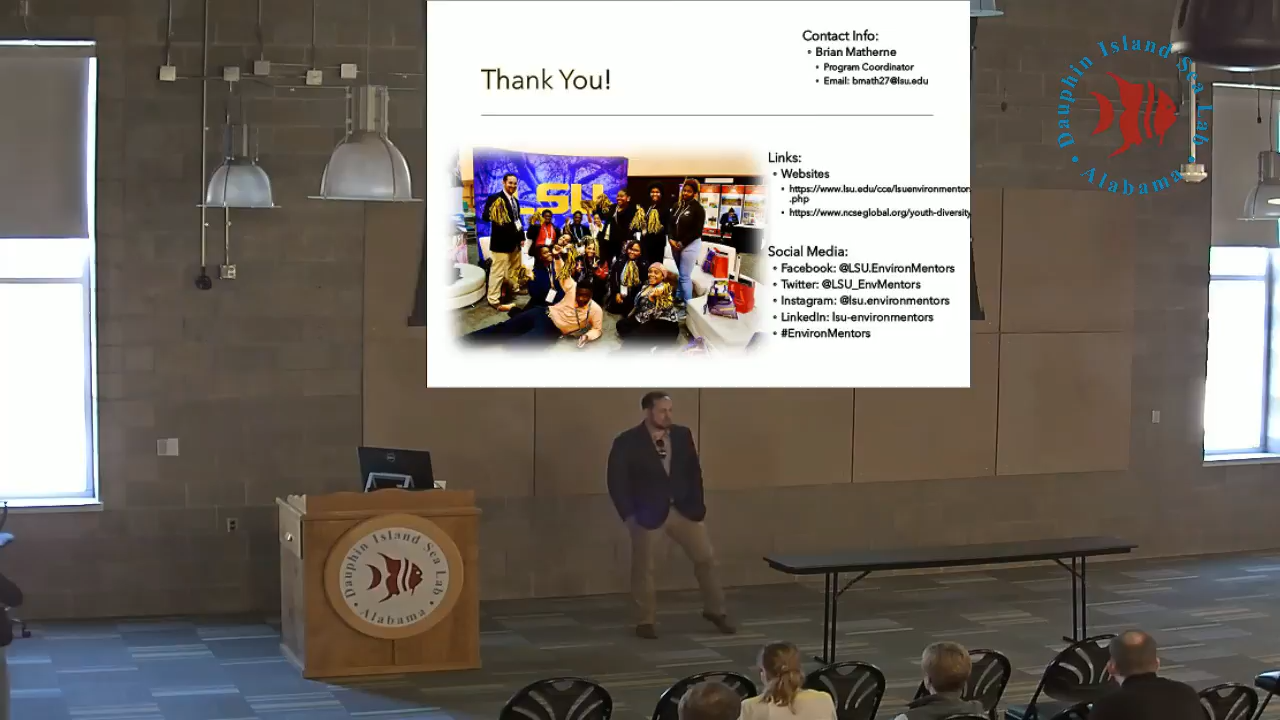 Thank You!
Contact Info:
• Brian Matherne
• Program Coordinator
• Email: bmath27@lsu.edu
LSU
Links:
• Websites
• https://www.lsu.edu/cce/lsuenvironmentors
.php
• https://www.ncseglobal.org/youth-diversity
Social Media:
• Facebook: @LSU.EnvironMentors
• Twitter: @LSU_EnvMentors
• Instagram: @lsu.environmentors
• LinkedIn: lsu-environmentors
• #EnvironMentors
Dauphin Island Sea Lab
• Alabama •
DELL
Dauphin Island Sea Lab
• Alabama •